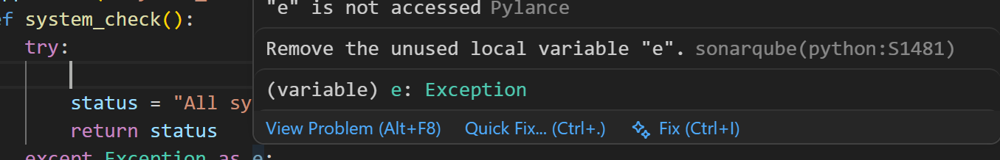 "e" is not accessed Pylance
ef system_check():
Remove the unused local variable "e". sonarqube(python:S1481)
try:
(variable) e: Exception
status = "All sy
View Problem (Alt+F8) Quick Fix... (Ctrl+.) Fix (Ctrl+I)
return status
except Exception as e: